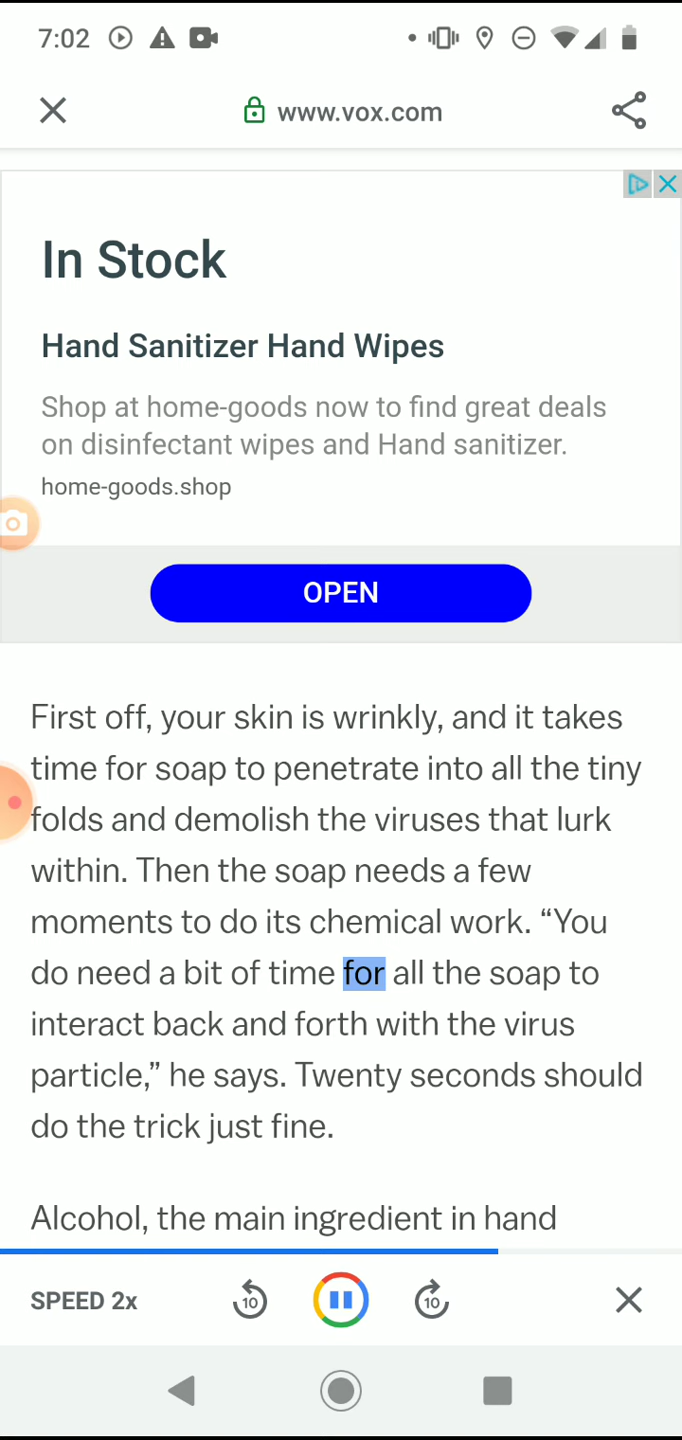 7:02
www.vox.com
In Stock
Hand Sanitizer Hand Wipes
Shop at home-goods now to find great deals
on disinfectant wipes and Hand sanitizer.
home-goods.shop
OPEN
First off, your skin is wrinkly, and it takes
time for soap to penetrate into all the tiny
folds and demolish the viruses that lurk
within. Then the soap needs a few
moments to do its chemical work. “You
do need a bit of time for all the soap to
interact back and forth with the virus
particle,” he says. Twenty seconds should
do the trick just fine.
Alcohol, the main ingredient in hand
SPEED 2x
10
10